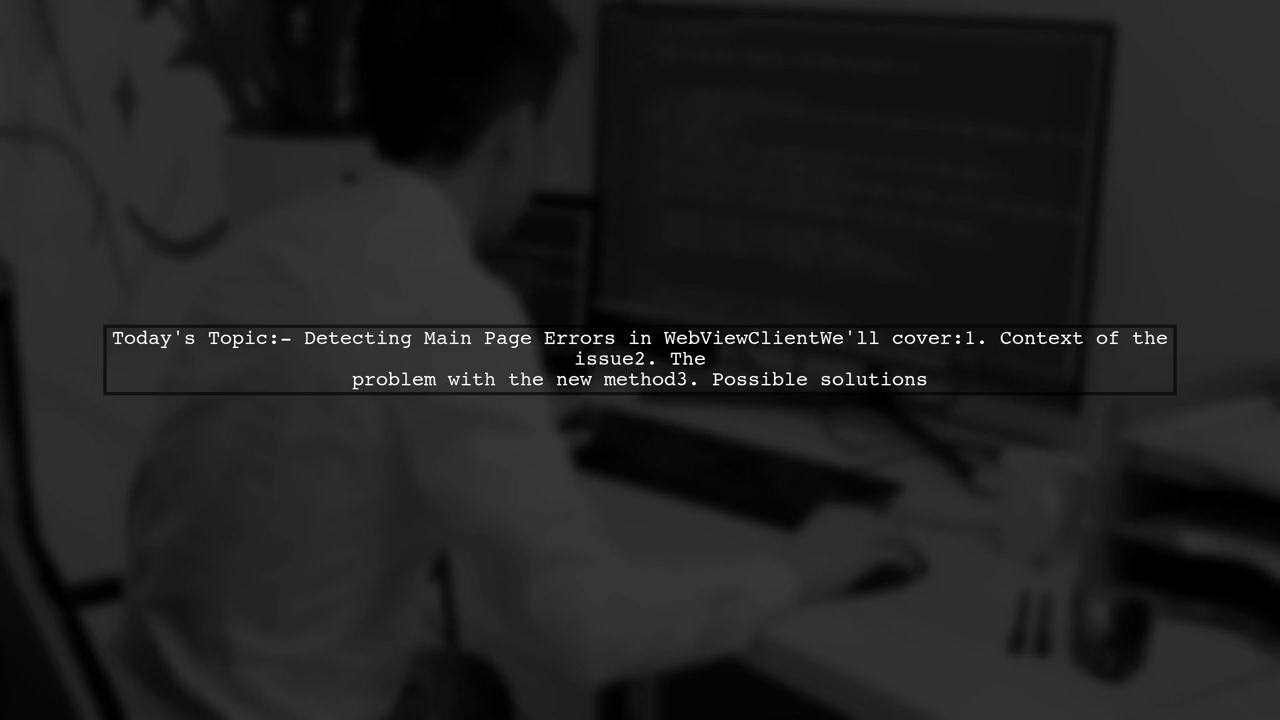 Today's Topic:- Detecting Main Page Errors in WebViewClientWe'll cover:1. Context of the
issue2. The
problem with the new method3. Possible solutions